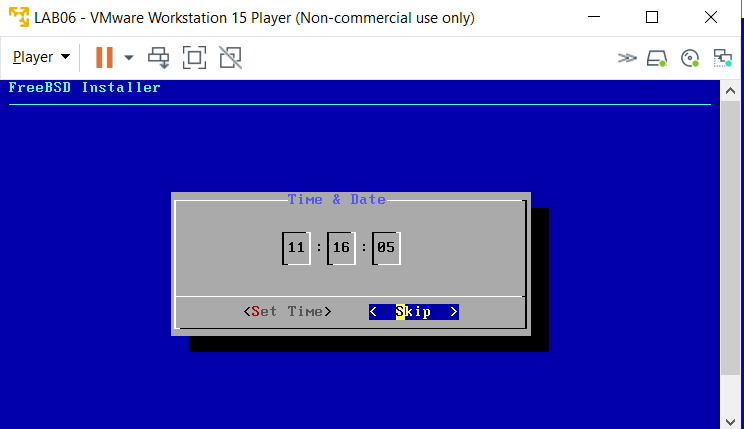 LAB06 - VMware Workstation 15 Player (Non-commercial use only)
Player
FreeBSD Installer
Time & Date
11 : 16 : 05
<Set Time> < Skip >